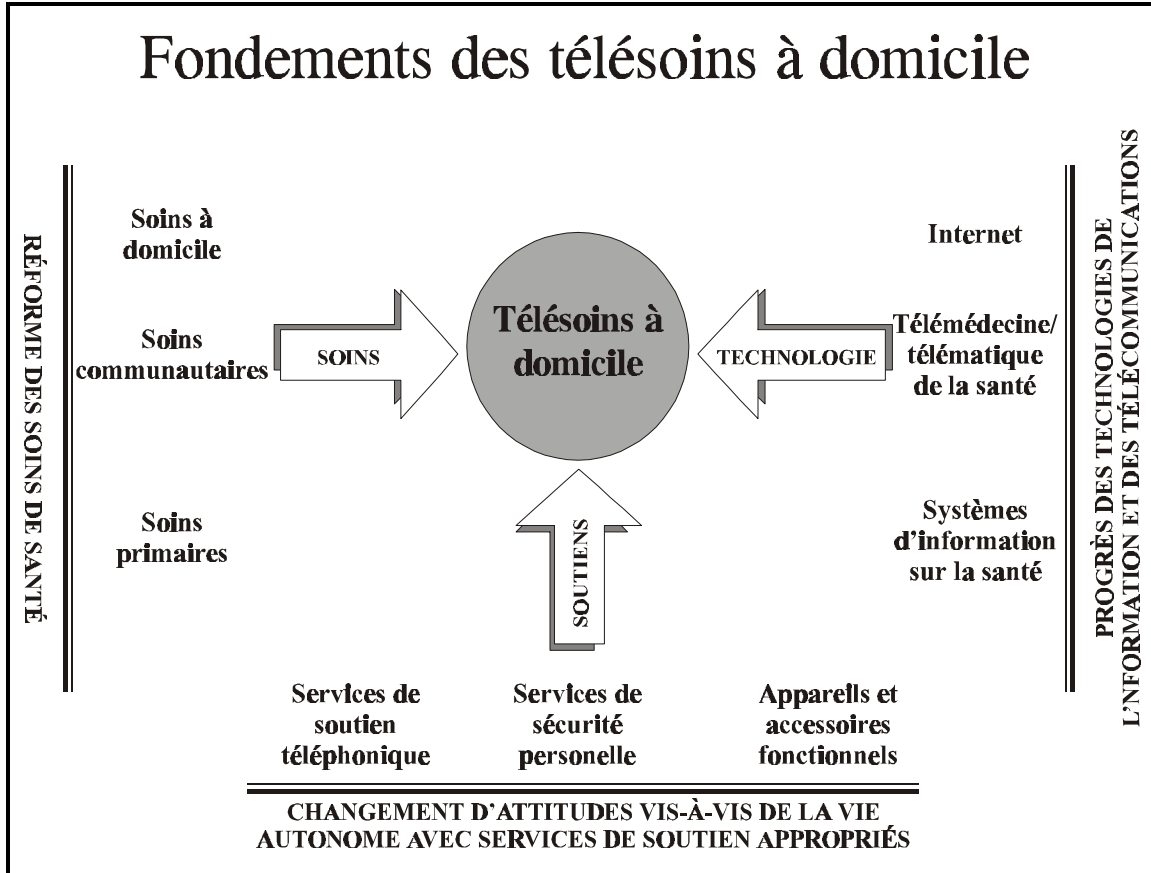 Fondements des télésoins à domicile
RÉFORME DES SOINS DE SANTÉ
Soins à
domicile
Soins
communautaires
Soins
primaires
SOINS
Télésoins à
domicile
TECHNOLOGIE
SOUTIENS
Internet
Télémédecine/
télématique
de la santé
Systèmes
d'information
sur la santé
PROGRÈS DES TECHNOLOGIES DE
L'NFORMATION ET DES TÉLÉCOMMUNICATIONS
Services de
soutien
téléphonique
Services de
sécurité
personelle
Appareils et
accessoires
fonctionnels
CHANGEMENT D'ATTITUDES VIS-À-VIS DE LA VIE
AUTONOME AVEC SERVICES DE SOUTIEN APPROPRIÉS